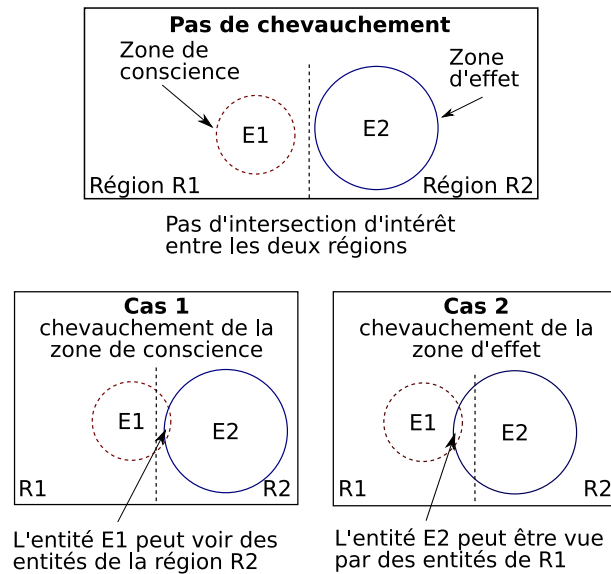 Pas de chevauchement
Zone de
conscience
Zone
d'effet
E1
E2
Région R1
Région R2
Pas d'intersection d'intérêt
entre les deux régions
Cas 1
chevauchement de la
zone de conscience
E1
E2
R1
R2
L'entité E1 peut voir des
entités de la région R2
Cas 2
chevauchement de la
zone d'effet
E1
E2
R1
R2
L'entité E2 peut être vue
par des entités de R1